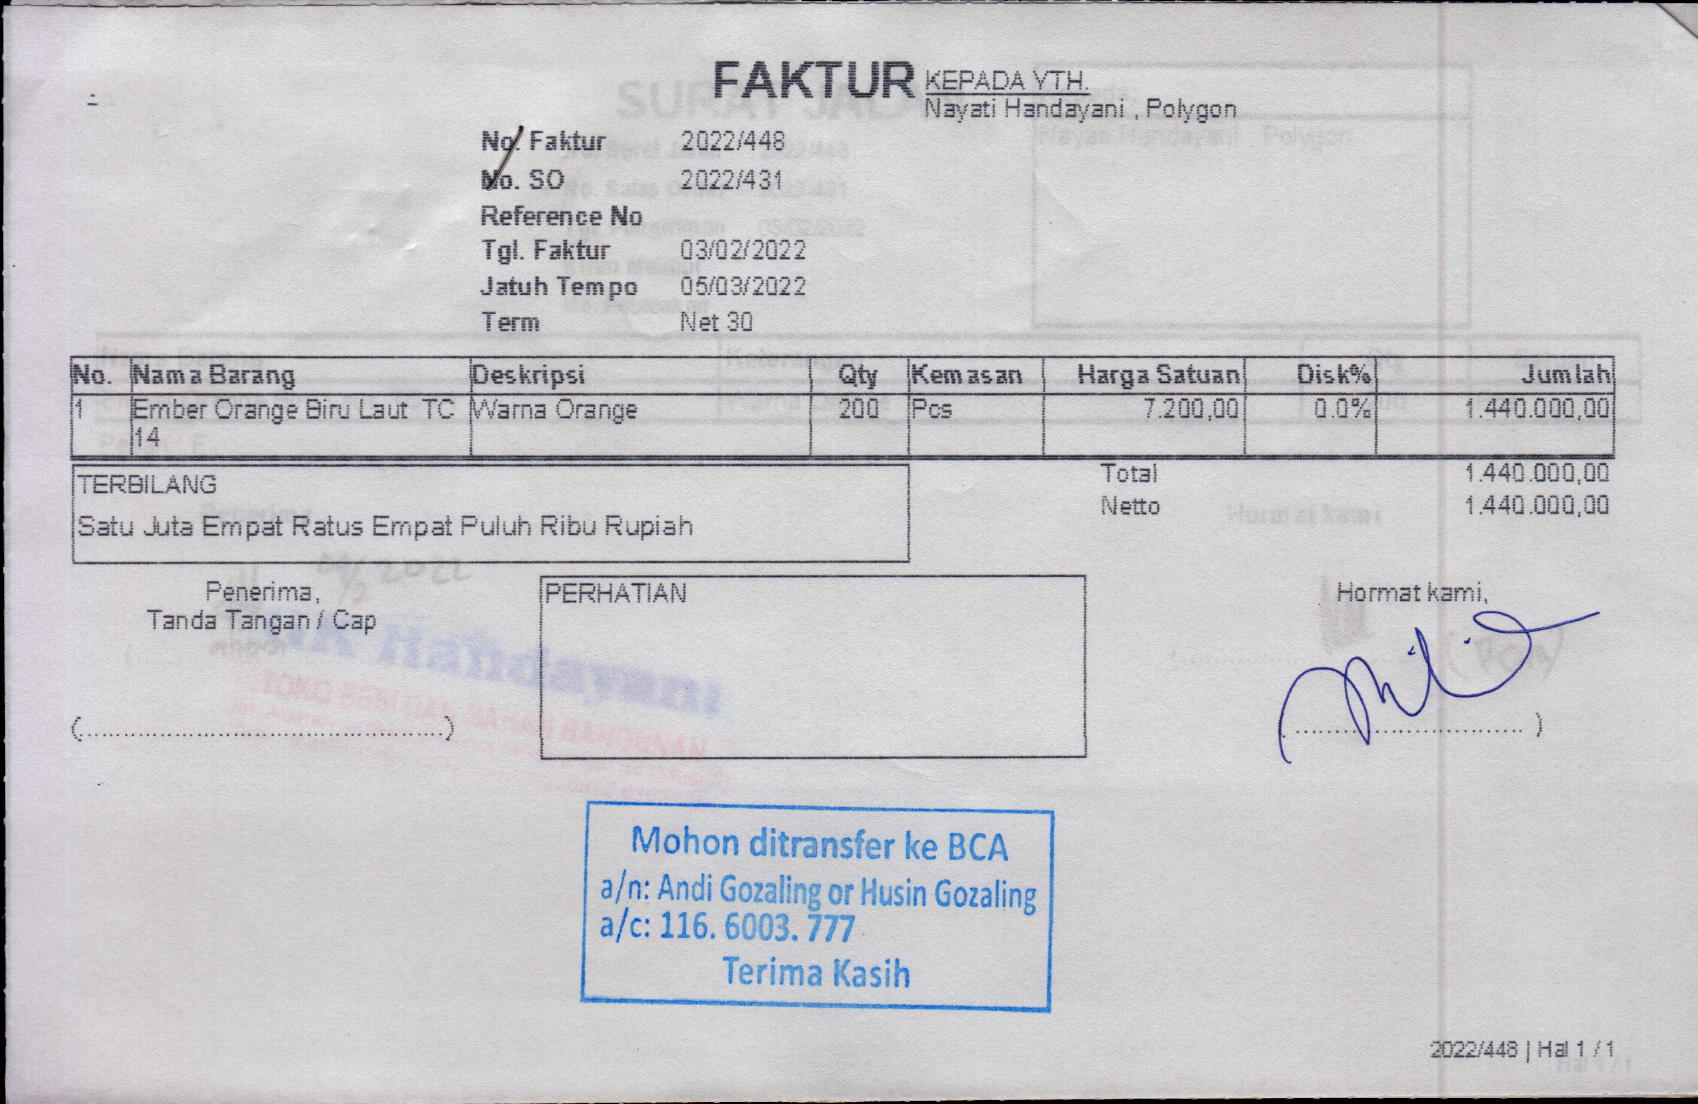 FAKTUR
KEPADA YTH.
Nayati Handayani , Polygon
No. Faktur 2022/448
No. SO 2022/431
Reference No
Tgl. Faktur 03/02/2022
Jatuh Tempo 05/03/2022
Term Net 30
No. Nama Barang Deskripsi Qty Kemasan Harga Satuan Disk% Jumlah
1 Ember Orange Biru Laut TC Warna Orange 200 Pcs 7.200,00 0.0% 1.440.000,00
14
TERBILANG
Satu Juta Empat Ratus Empat Puluh Ribu Rupiah
Total 1.440.000,00
Netto 1.440.000,00
Penerima,
Tanda Tangan / Cap
(................................................)
PERHATIAN
Hormat kami,
(................................)
Mohon ditransfer ke BCA
a/n: Andi Gozaling or Husin Gozaling
a/c: 116. 6003. 777
Terima Kasih
2022/448 | Hal 1 / 1